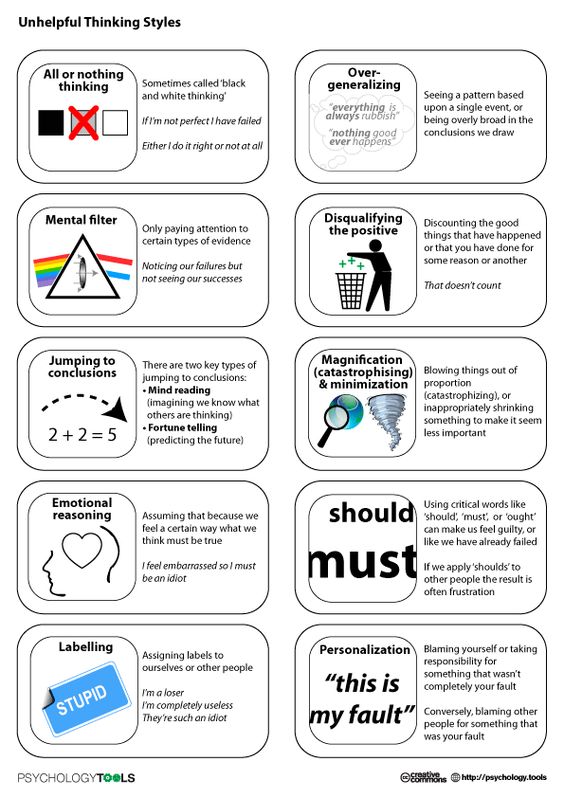 Unhelpful Thinking Styles
All or nothing
thinking
Sometimes called 'black
and white thinking'
If I'm not perfect I have failed
Either I do it right or not at all
Over-
generalizing
"everything is
always rubbish"
"nothing good
ever happens"
Seeing a pattern based
upon a single event, or
being overly broad in the
conclusions we draw
Mental filter
Only paying attention to
certain types of evidence
Noticing our failures but
not seeing our successes
Disqualifying
the positive
Discounting the good
things that have happened
or that you have done for
some reason or another
That doesn't count
Jumping to
conclusions
2 + 2 = 5
There are two key types of
jumping to conclusions:
• Mind reading
(imagining we know what
others are thinking)
• Fortune telling
(predicting the future)
Magnification
(catastrophising)
& minimization
Blowing things out of
proportion
(catastrophizing), or
inappropriately shrinking
something to make it seem
less important
Emotional
reasoning
Assuming that because we
feel a certain way what we
think must be true
I feel embarrassed so I must
be an idiot
should
must
Using critical words like
'should', 'must', or 'ought'
can make us feel guilty, or
like we have already failed
If we apply 'shoulds' to
other people the result is
often frustration
Labelling
STUPID
Assigning labels to
ourselves or other people
I'm a loser
I'm completely useless
They're such an idiot
Personalization
"this is
my fault"
Blaming yourself or taking
responsibility for
something that wasn't
completely your fault
Conversely, blaming other
people for something that
was your fault
PSYCHOLOGYTOOLS
cc creative
commons
http://psychology.tools